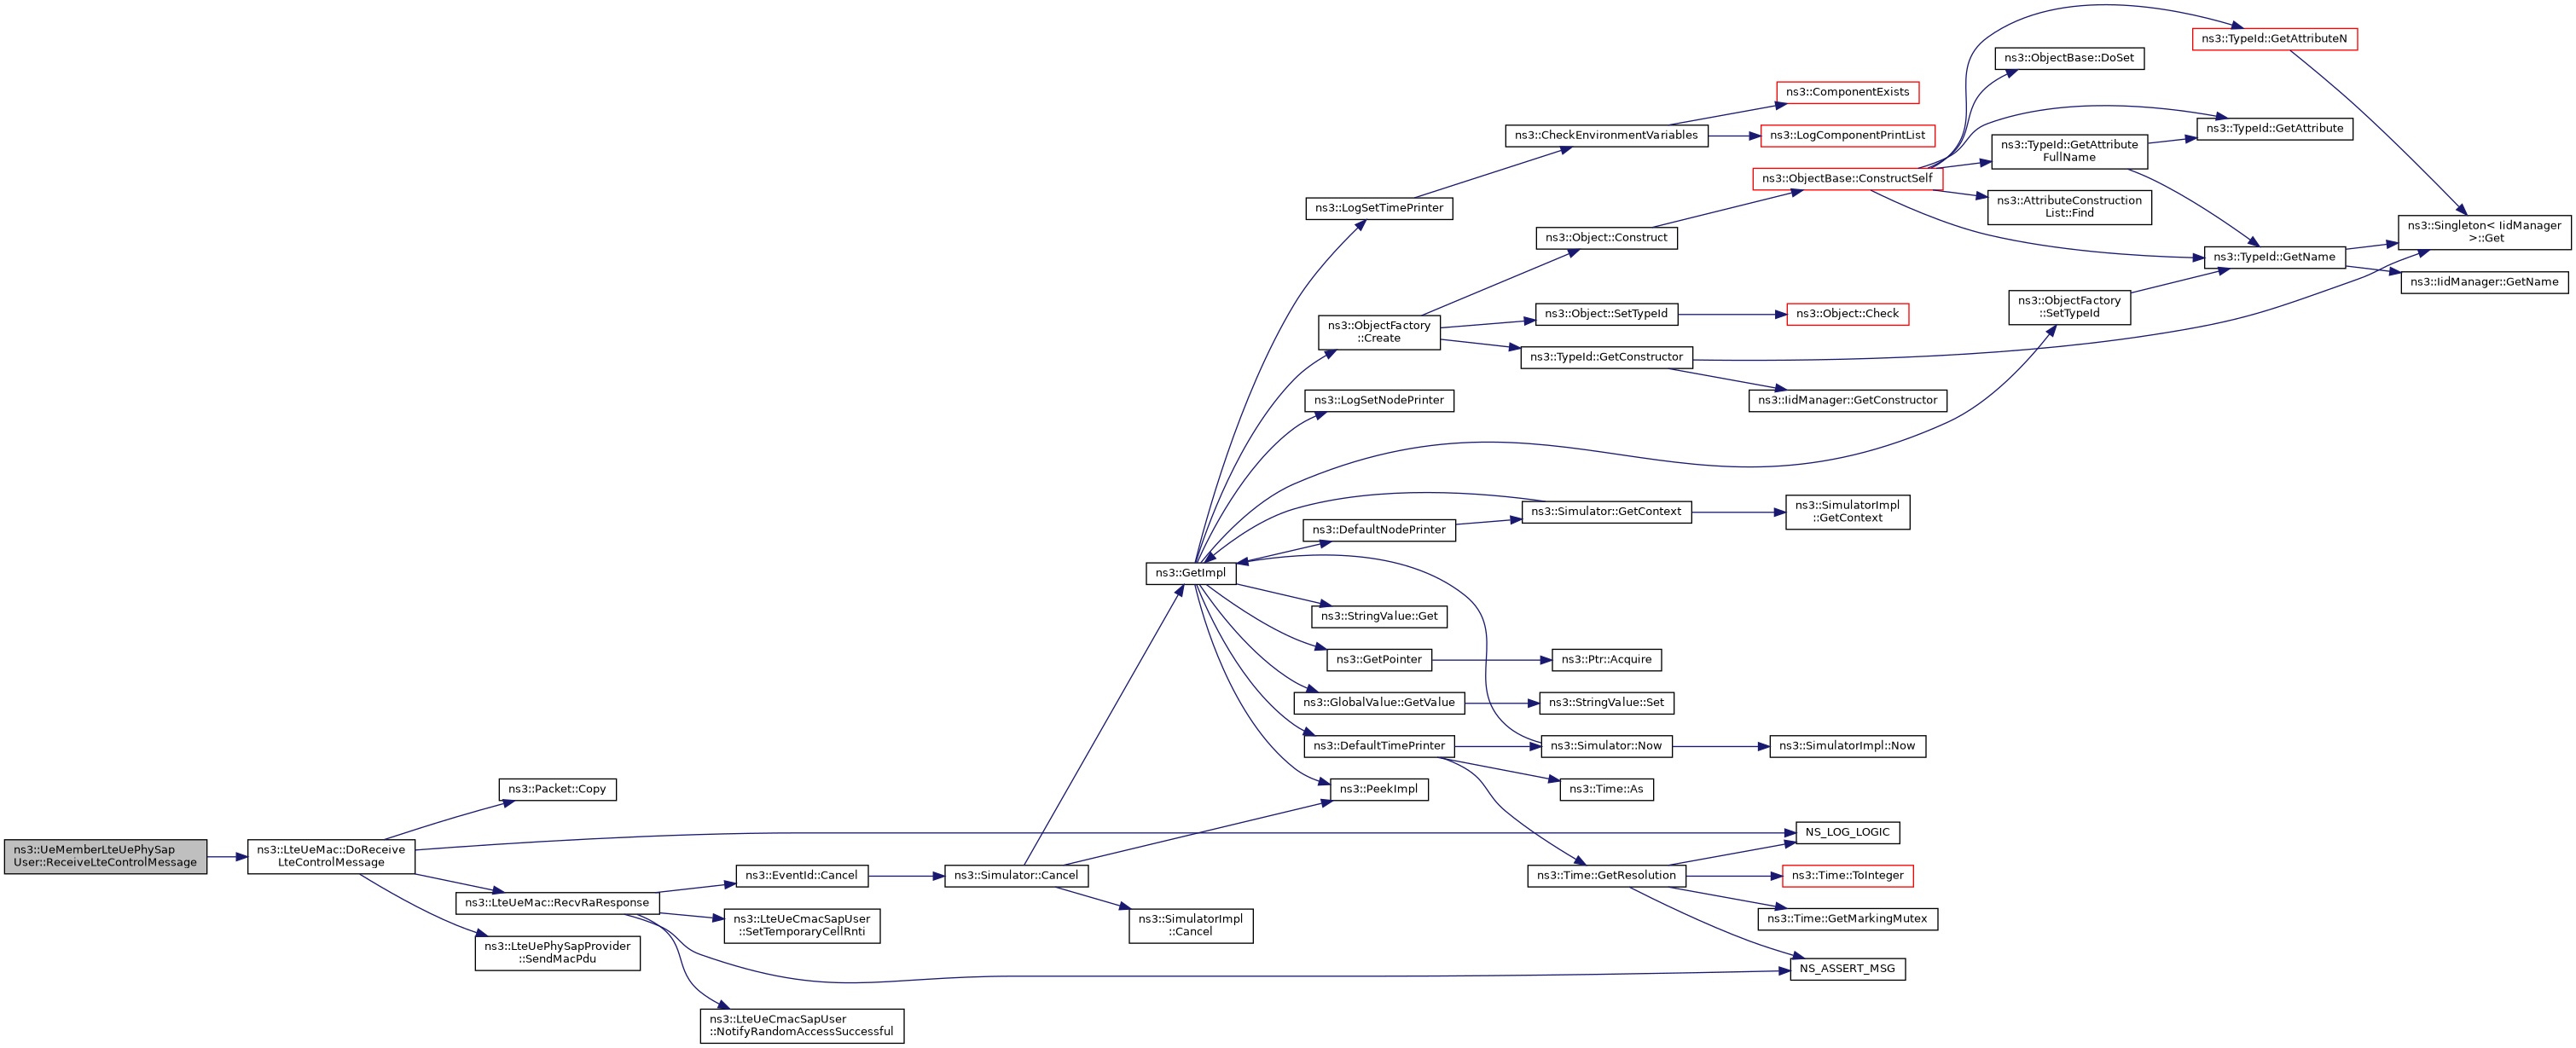 ns3::UeMemberLteUePhySap
User::ReceiveLteControlMessage
ns3::LteUeMac::DoReceive
LteControlMessage
ns3::Packet::Copy
ns3::LteUeMac::RecvRaResponse
ns3::LteUePhySapProvider
::SendMacPdu
ns3::EventId::Cancel
ns3::LteUeCmacSapUser
::SetTemporaryCellRnti
ns3::LteUeCmacSapUser
::NotifyRandomAccessSuccessful
ns3::Simulator::Cancel
ns3::SimulatorImpl
::Cancel
ns3::GetImpl
ns3::LogSetTimePrinter
ns3::ObjectFactory
::Create
ns3::LogSetNodePrinter
ns3::DefaultNodePrinter
ns3::StringValue::Get
ns3::GetPointer
ns3::GlobalValue::GetValue
ns3::DefaultTimePrinter
ns3::PeekImpl
ns3::CheckEnvironmentVariables
ns3::Object::Construct
ns3::Object::SetTypeId
ns3::TypeId::GetConstructor
ns3::Simulator::GetContext
ns3::Ptr::Acquire
ns3::StringValue::Set
ns3::Simulator::Now
ns3::Time::As
ns3::Time::GetResolution
ns3::ComponentExists
ns3::LogComponentPrintList
ns3::ObjectBase::ConstructSelf
ns3::Object::Check
ns3::IidManager::GetConstructor
ns3::SimulatorImpl
::GetContext
ns3::SimulatorImpl::Now
NS_LOG_LOGIC
ns3::Time::ToInteger
ns3::Time::GetMarkingMutex
NS_ASSERT_MSG
ns3::ObjectBase::DoSet
ns3::TypeId::GetAttribute
FullName
ns3::AttributeConstruction
List::Find
ns3::ObjectFactory
::SetTypeId
ns3::TypeId::GetAttributeN
ns3::TypeId::GetAttribute
ns3::TypeId::GetName
ns3::Singleton< IidManager
>::Get
ns3::IidManager::GetName